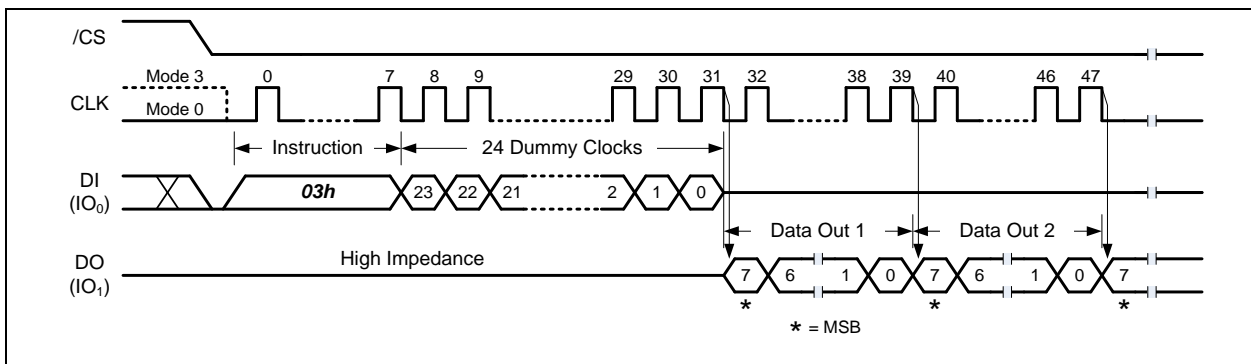 /CS
Mode 3 0 7 8 9 29 30 31 32 38 39 40 46 47
CLK
Mode 0
Instruction 24 Dummy Clocks
DI
(IO0)
03h 23 22 21 2 1 0
Data Out 1 Data Out 2
High Impedance
DO
(IO1)
7 6 1 0 7 6 1 0 7
* * *
* = MSB